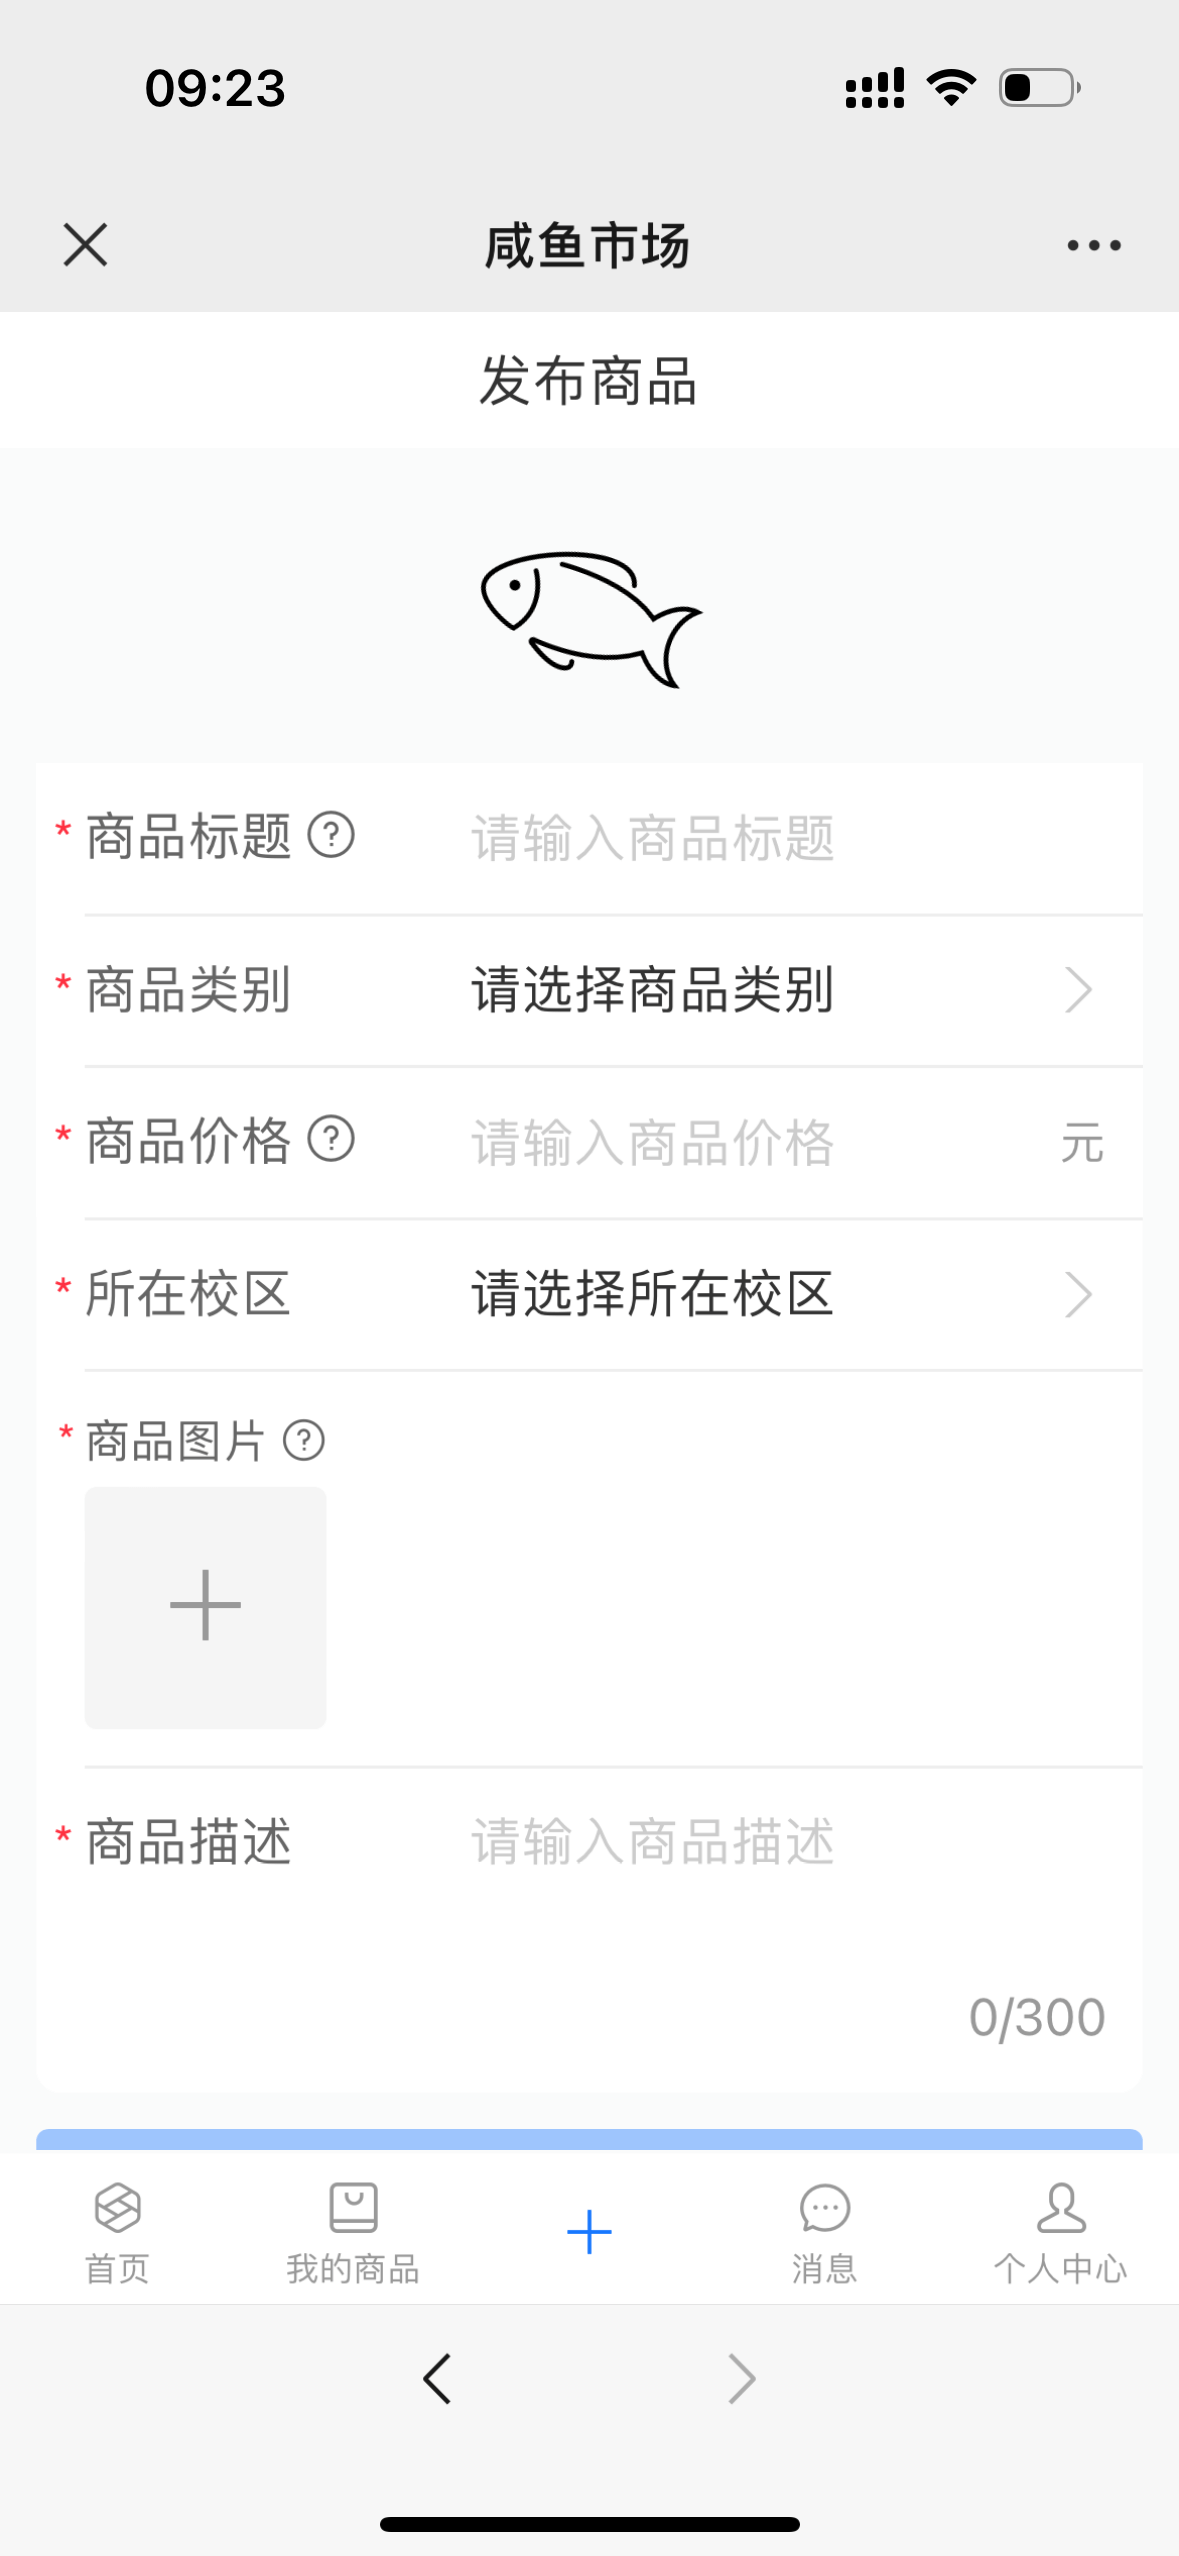 09:23
咸鱼市场
发布商品
* 商品标题 ? 请输入商品标题
* 商品类别 请选择商品类别
* 商品价格 ? 请输入商品价格 元
* 所在校区 请选择所在校区
* 商品图片 ?
* 商品描述 请输入商品描述
0/300
首页 我的商品 消息 个人中心